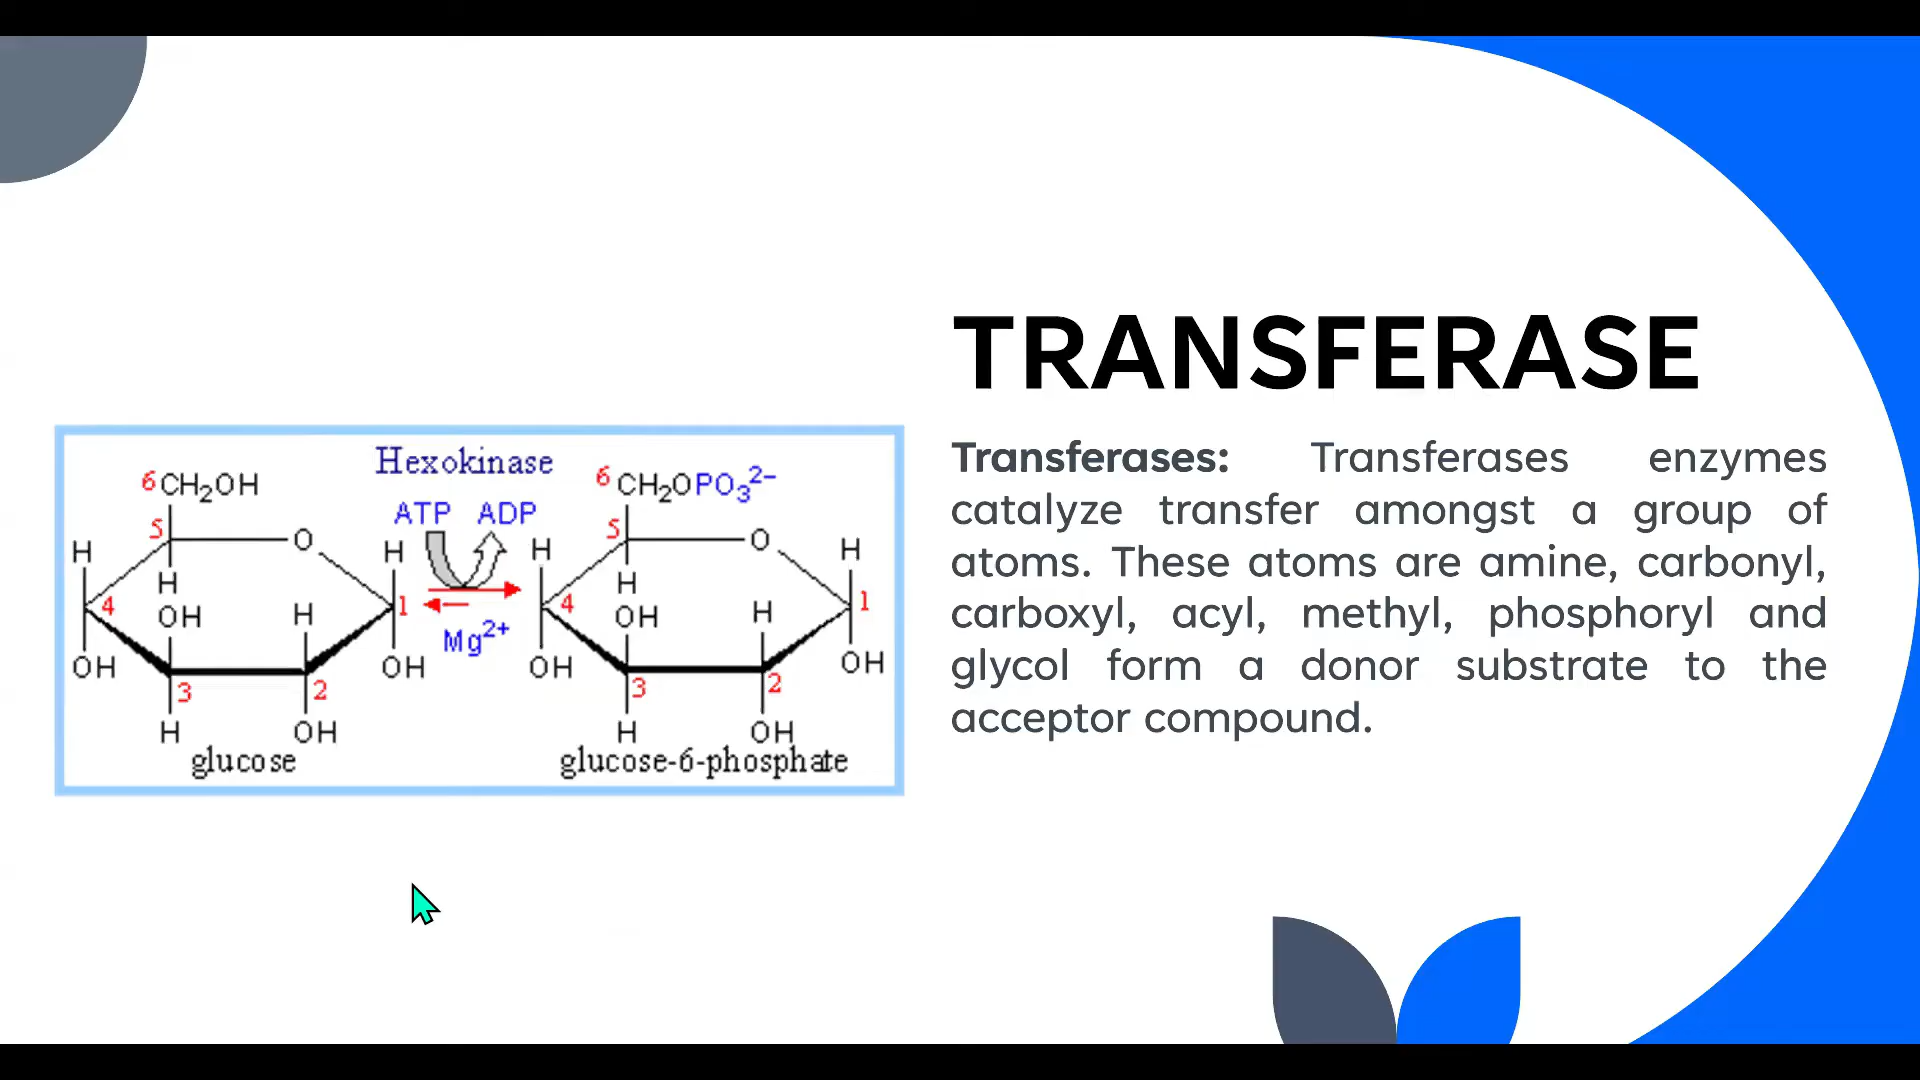 TRANSFERASE
Transferases: Transferases enzymes
catalyze transfer amongst a group of
atoms. These atoms are amine, carbonyl,
carboxyl, acyl, methyl, phosphoryl and
glycol form a donor substrate to the
acceptor compound.
Hexokinase
6CH₂OH
ATP ADP
6CH₂OPO₃²⁻
H 5 O H
H
4 OH H 1
OH OH
3 2
H OH
glucose
Mg²⁺
H 5 O H
H
4 OH H 1
OH OH
3 2
H OH
glucose-6-phosphate